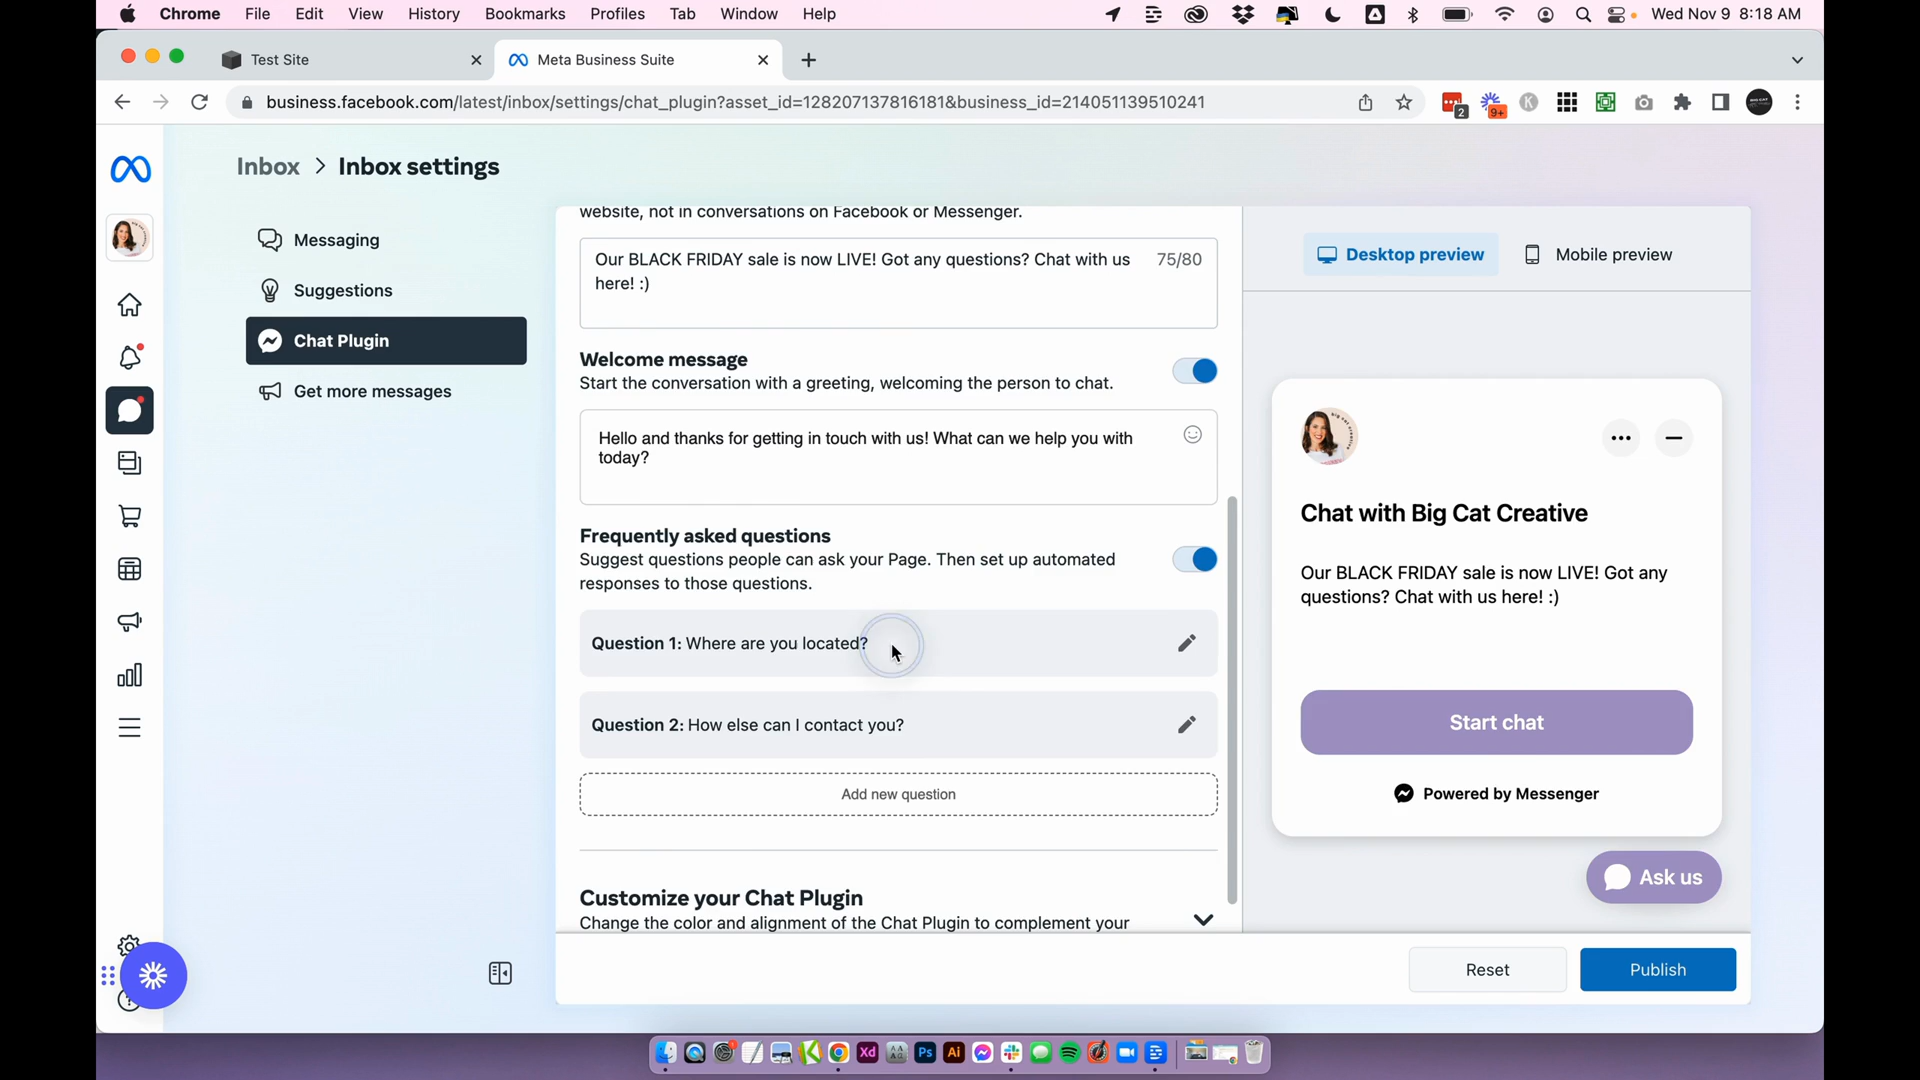 Chrome File Edit View History Bookmarks Profiles Tab Window Help Wed Nov 9 8:18 AM
Test Site
Meta Business Suite
business.facebook.com/latest/inbox/settings/chat_plugin?asset_id=128207137816181&business_id=214051139510241
2
9+
K
Inbox > Inbox settings
Messaging
Suggestions
Chat Plugin
Get more messages
website, not in conversations on Facebook or Messenger.
Our BLACK FRIDAY sale is now LIVE! Got any questions? Chat with us
here! :)
75/80
Welcome message
Start the conversation with a greeting, welcoming the person to chat.
Hello and thanks for getting in touch with us! What can we help you with
today?
Frequently asked questions
Suggest questions people can ask your Page. Then set up automated
responses to those questions.
Question 1: Where are you located?
Question 2: How else can I contact you?
Add new question
Customize your Chat Plugin
Change the color and alignment of the Chat Plugin to complement your
Desktop preview
Mobile preview
Chat with Big Cat Creative
Our BLACK FRIDAY sale is now LIVE! Got any
questions? Chat with us here! :)
Start chat
Powered by Messenger
Ask us
Reset
Publish
Xd
Ps
Ai